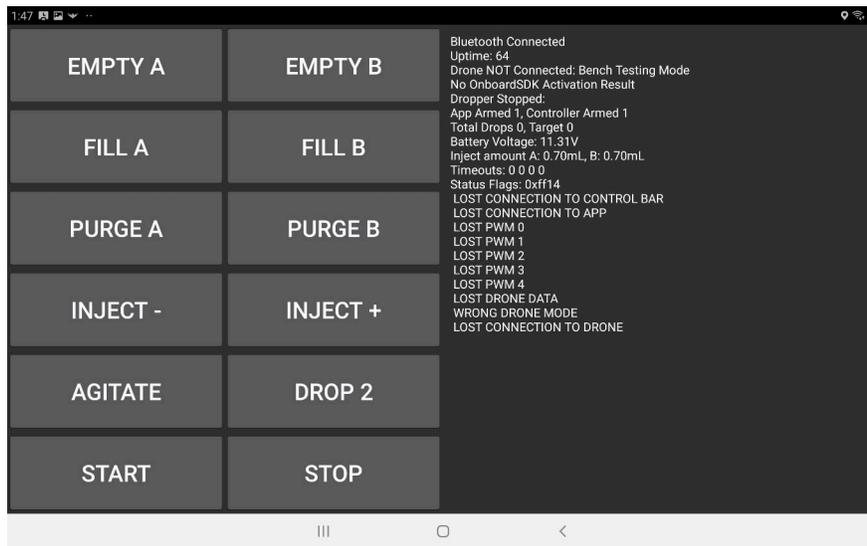 1:47
EMPTY A
EMPTY B
FILL A
FILL B
PURGE A
PURGE B
INJECT -
INJECT +
AGITATE
DROP 2
START
STOP
Bluetooth Connected
Uptime: 64
Drone NOT Connected: Bench Testing Mode
No OnboardSDK Activation Result
Dropper Stopped:
App Armed 1, Controller Armed 1
Total Drops 0, Target 0
Battery Voltage: 11.31V
Inject amount A: 0.70mL, B: 0.70mL
Timeouts: 0 0 0 0
Status Flags: 0xff14
LOST CONNECTION TO CONTROL BAR
LOST CONNECTION TO APP
LOST PWM 0
LOST PWM 1
LOST PWM 2
LOST PWM 3
LOST PWM 4
LOST DRONE DATA
WRONG DRONE MODE
LOST CONNECTION TO DRONE